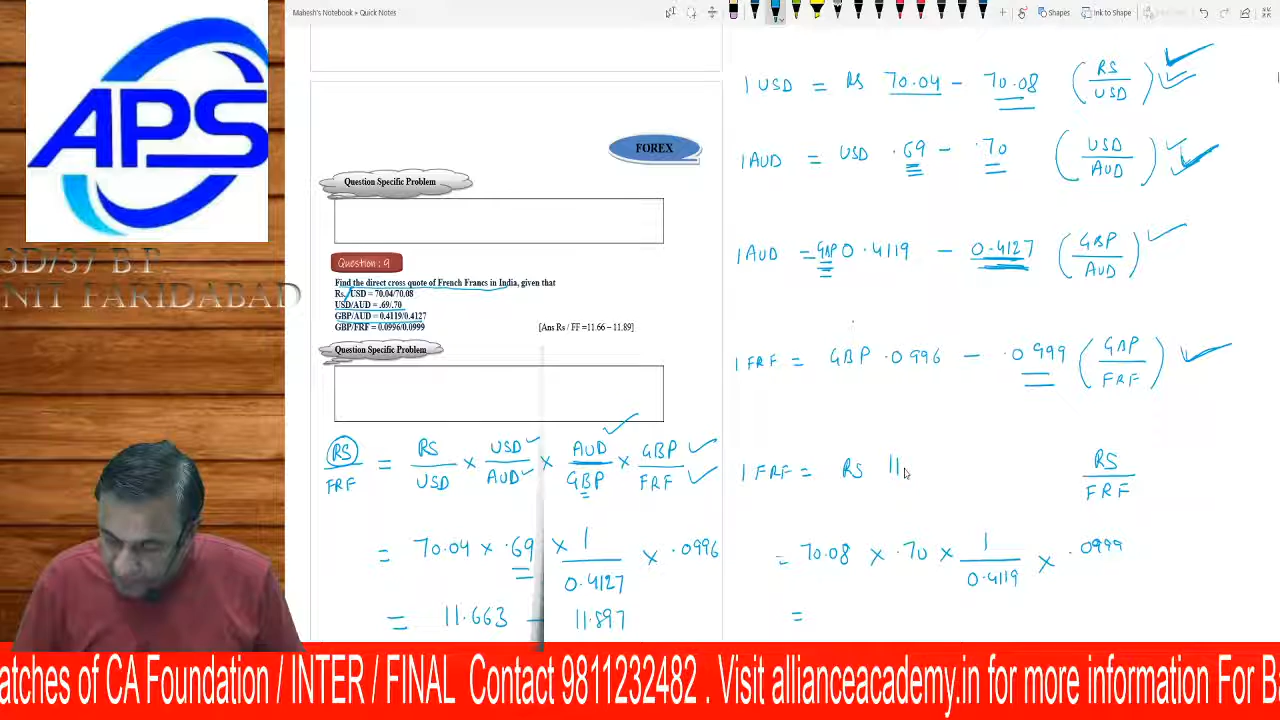 Mahesh's Notebook » Quick Notes
Shapes
Ink to Shape
APS
3D/37 B.P.
NIT FARIDABAD
FOREX
Question Specific Problem
Question : 9
Find the direct cross quote of French Francs in India, given that
Rs. /USD = 70.04/70.08
USD/AUD = .69/.70
GBP/AUD = 0.4119/0.4127
GBP/FRF = 0.0996/0.0999 [Ans Rs / FF =11.66 – 11.89]
Question Specific Problem
RS/FRF = RS/USD × USD/AUD × AUD/GBP × GBP/FRF
= 70.04 × .69 × 1/0.4127 × .0996
= 11.663 – 11.897
1 USD = RS 70.04 – 70.08 (RS/USD)
1 AUD = USD .69 – .70 (USD/AUD)
1 AUD = GBP 0.4119 – 0.4127 (GBP/AUD)
1 FRF = GBP .0996 – .0999 (GBP/FRF)
1 FRF = RS 11 RS/FRF
= 70.08 × .70 × 1/0.4119 × .0999
=
atches of CA Foundation / INTER / FINAL Contact 9811232482 . Visit allianceacademy.in for more information For B